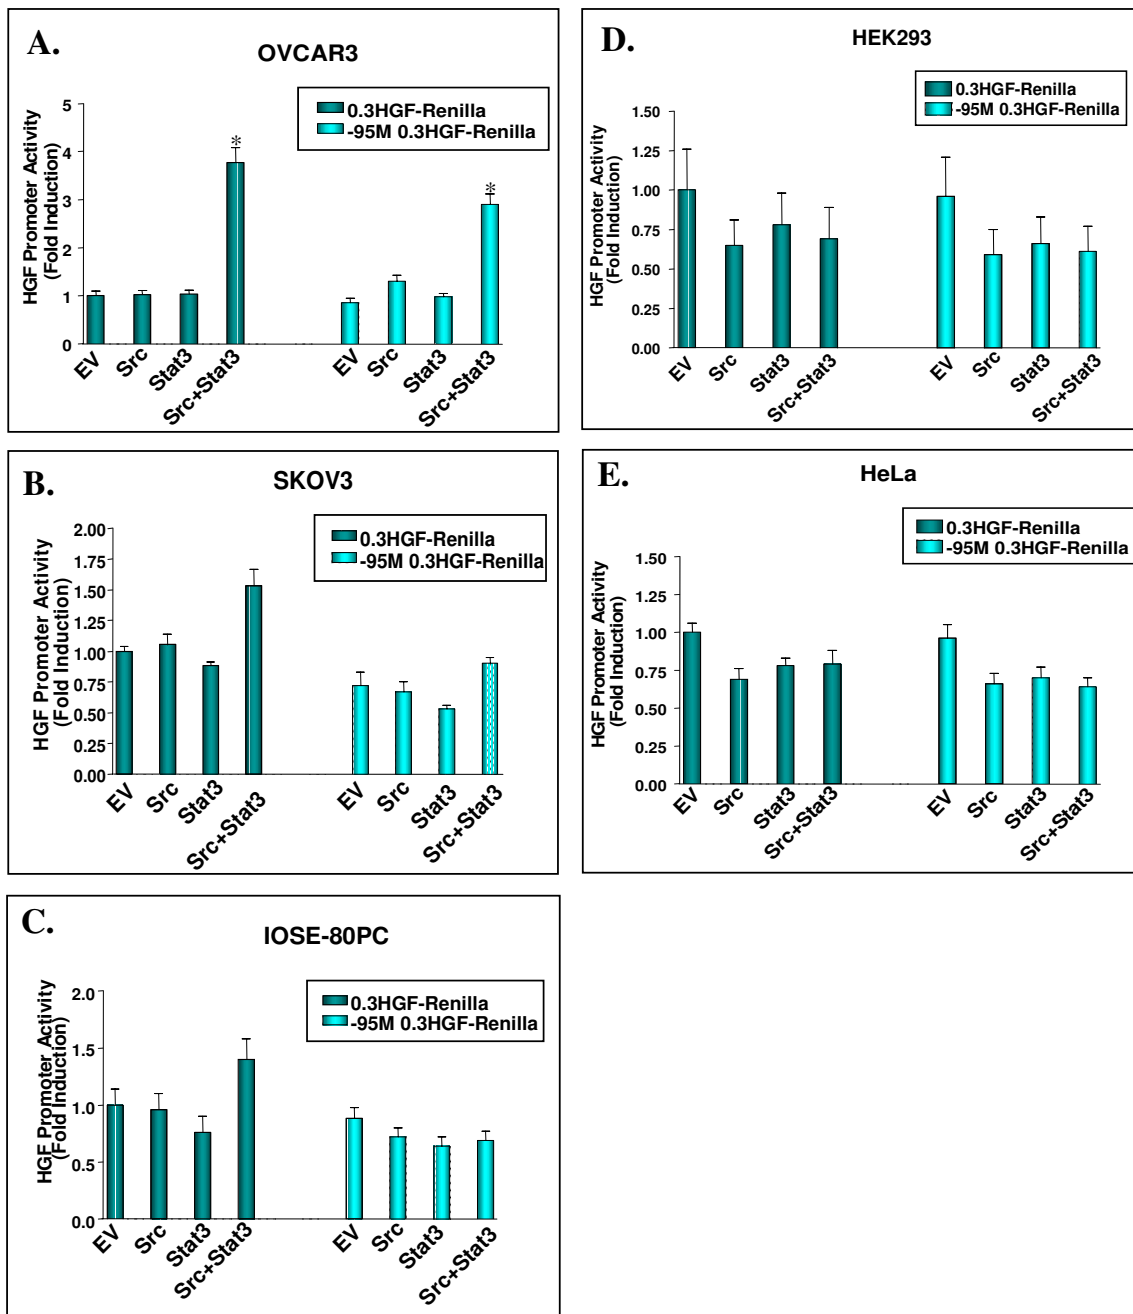 A.
OVCAR3
0.3HGF-Renilla
-95M 0.3HGF-Renilla
HGF Promoter Activity
(Fold Induction)
5
4
3
2
1
0
*
*
EV
Src
Stat3
Src+Stat3
EV
Src
Stat3
Src+Stat3
B.
SKOV3
0.3HGF-Renilla
-95M 0.3HGF-Renilla
HGF Promoter Activity
(Fold Induction)
2.00
1.75
1.50
1.25
1.00
0.75
0.50
0.25
0.00
EV
Src
Stat3
Src+Stat3
EV
Src
Stat3
Src+Stat3
C.
IOSE-80PC
0.3HGF-Renilla
-95M 0.3HGF-Renilla
HGF Promoter Activity
(Fold Induction)
2.0
1.5
1.0
0.5
0.0
EV
Src
Stat3
Src+Stat3
EV
Src
Stat3
Src+Stat3
D.
HEK293
0.3HGF-Renilla
-95M 0.3HGF-Renilla
HGF Promoter Activity
(Fold Induction)
1.50
1.25
1.00
0.75
0.50
0.00
EV
Src
Stat3
Src+Stat3
EV
Src
Stat3
Src+Stat3
E.
HeLa
0.3HGF-Renilla
-95M 0.3HGF-Renilla
HGF Promoter Activity
(Fold Induction)
1.50
1.25
1.00
0.75
0.50
0.25
0.00
EV
Src
Stat3
Src+Stat3
EV
Src
Stat3
Src+Stat3